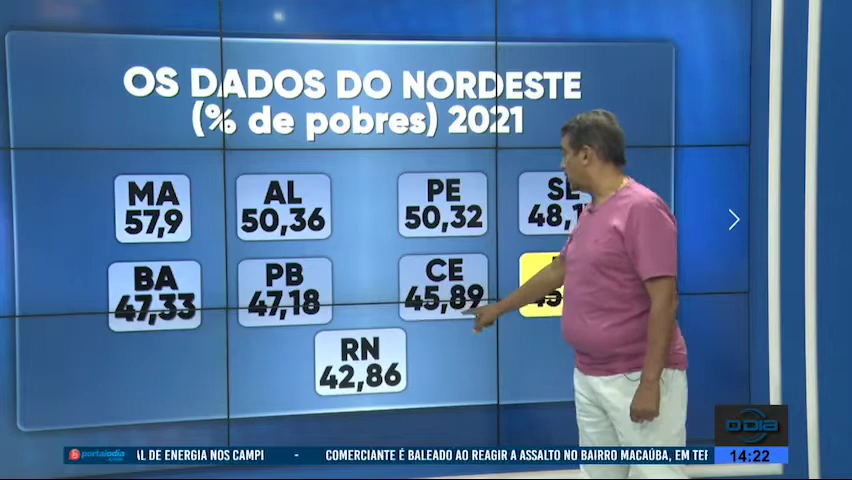 OS DADOS DO NORDESTE
(% de pobres) 2021
MA
57,9
AL
50,36
PE
50,32
48,1
BA
47,33
PB
47,18
CE
45,89
RN
42,86
O DIA
14:22
portalodia
AL DE ENERGIA NOS CAMPI - COMERCIANTE É BALEADO AO REAGIR A ASSALTO NO BAIRRO MACAÚBA, EM TER